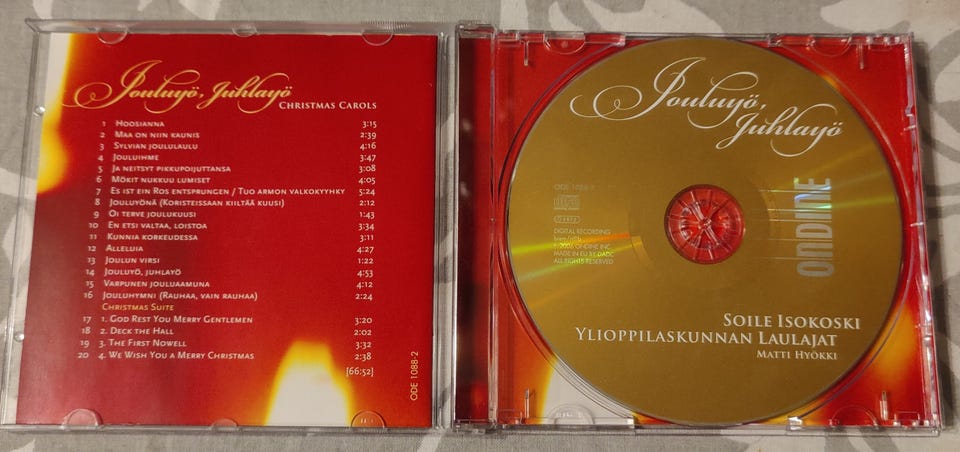 Jouluyö, Juhlayö
Christmas Carols
1 Hoosianna 3:15
2 Maa on niin kaunis 2:39
3 Sylvian joululaulu 4:16
4 Jouluihme 3:47
5 Ja neitsyt pikkupoijuttansa 3:08
6 Mökit nukkuu lumiset 4:05
7 Es ist ein Ros entsprungen / Tuo armon valkokyyhky 5:24
8 Jouluyönä (Koristeissaan kiiltää kuusi) 2:12
9 Oi terve joulukuusi 1:43
10 En etsi valtaa, loistoa 3:34
11 Kunnia korkeudessa 3:11
12 Alleluia 4:27
13 Joulun virsi 1:22
14 Jouluyö, juhlayö 4:53
15 Varpunen jouluaamuna 4:12
16 Jouluhymni (Rauhaa, vain rauhaa) 2:24
Christmas Suite
17 1. God Rest You Merry Gentlemen 3:20
18 2. Deck the Hall 2:02
19 3. The First Nowell 3:32
20 4. We Wish You a Merry Christmas 2:38
[66:52]
ODE 1088-2
Jouluyö,
Juhlayö
ODE 1088-2
DIGITAL RECORDING
ONDINE INC.
MADE IN EU BY DADC
ALL RIGHTS RESERVED
ONDINE
Soile Isokoski
Ylioppilaskunnan Laulajat
Matti Hyökki